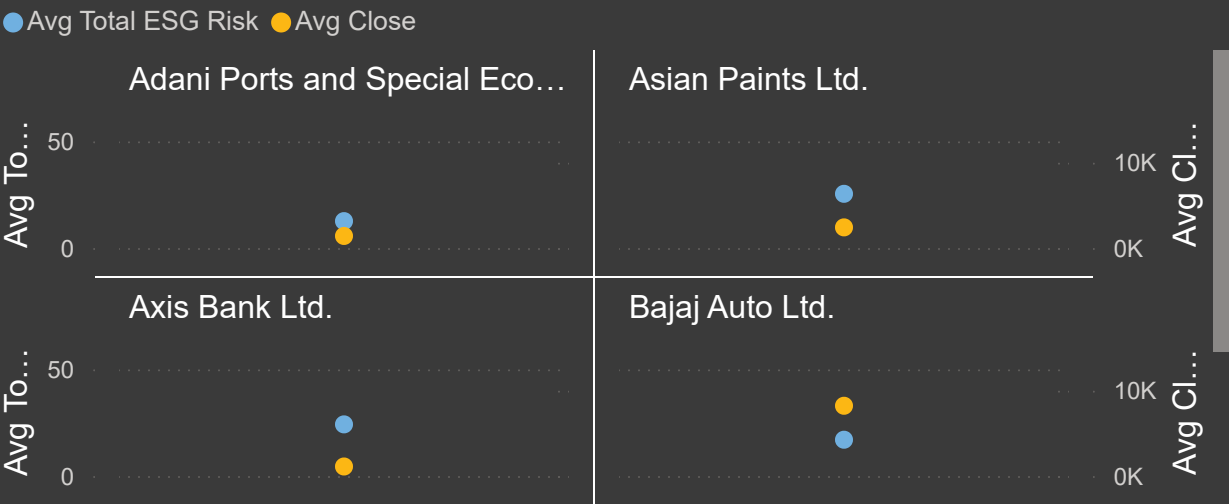 Avg Total ESG Risk Avg Close
Adani Ports and Special Eco…
Asian Paints Ltd.
Avg To…
50
0
10K
0K
Avg Cl…
Axis Bank Ltd.
Bajaj Auto Ltd.
Avg To…
50
0
10K
0K
Avg Cl…